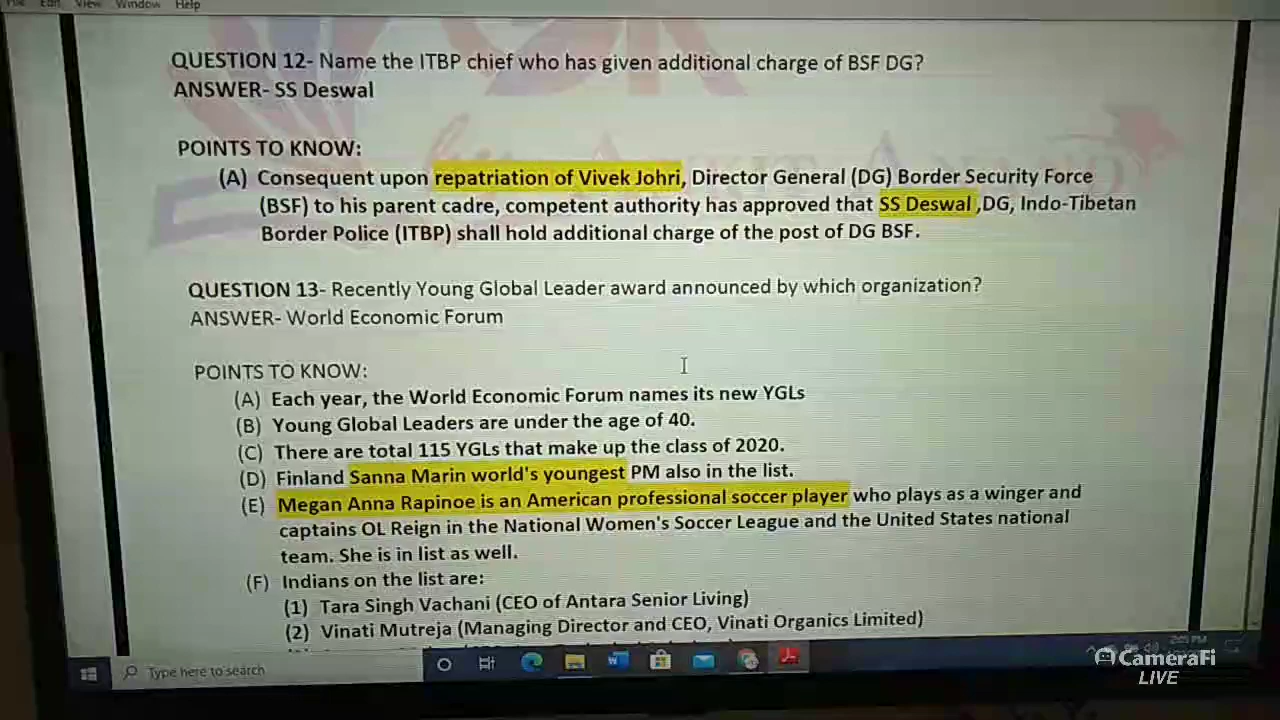 File Edit View Window Help
QUESTION 12- Name the ITBP chief who has given additional charge of BSF DG?
ANSWER- SS Deswal
POINTS TO KNOW:
(A) Consequent upon repatriation of Vivek Johri, Director General (DG) Border Security Force
(BSF) to his parent cadre, competent authority has approved that SS Deswal ,DG, Indo-Tibetan
Border Police (ITBP) shall hold additional charge of the post of DG BSF.
QUESTION 13- Recently Young Global Leader award announced by which organization?
ANSWER- World Economic Forum
POINTS TO KNOW:
(A) Each year, the World Economic Forum names its new YGLs
(B) Young Global Leaders are under the age of 40.
(C) There are total 115 YGLs that make up the class of 2020.
(D) Finland Sanna Marin world's youngest PM also in the list.
(E) Megan Anna Rapinoe is an American professional soccer player who plays as a winger and
captains OL Reign in the National Women's Soccer League and the United States national
team. She is in list as well.
(F) Indians on the list are:
(1) Tara Singh Vachani (CEO of Antara Senior Living)
(2) Vinati Mutreja (Managing Director and CEO, Vinati Organics Limited)
Type here to search
2:05 PM
CameraFi
LIVE